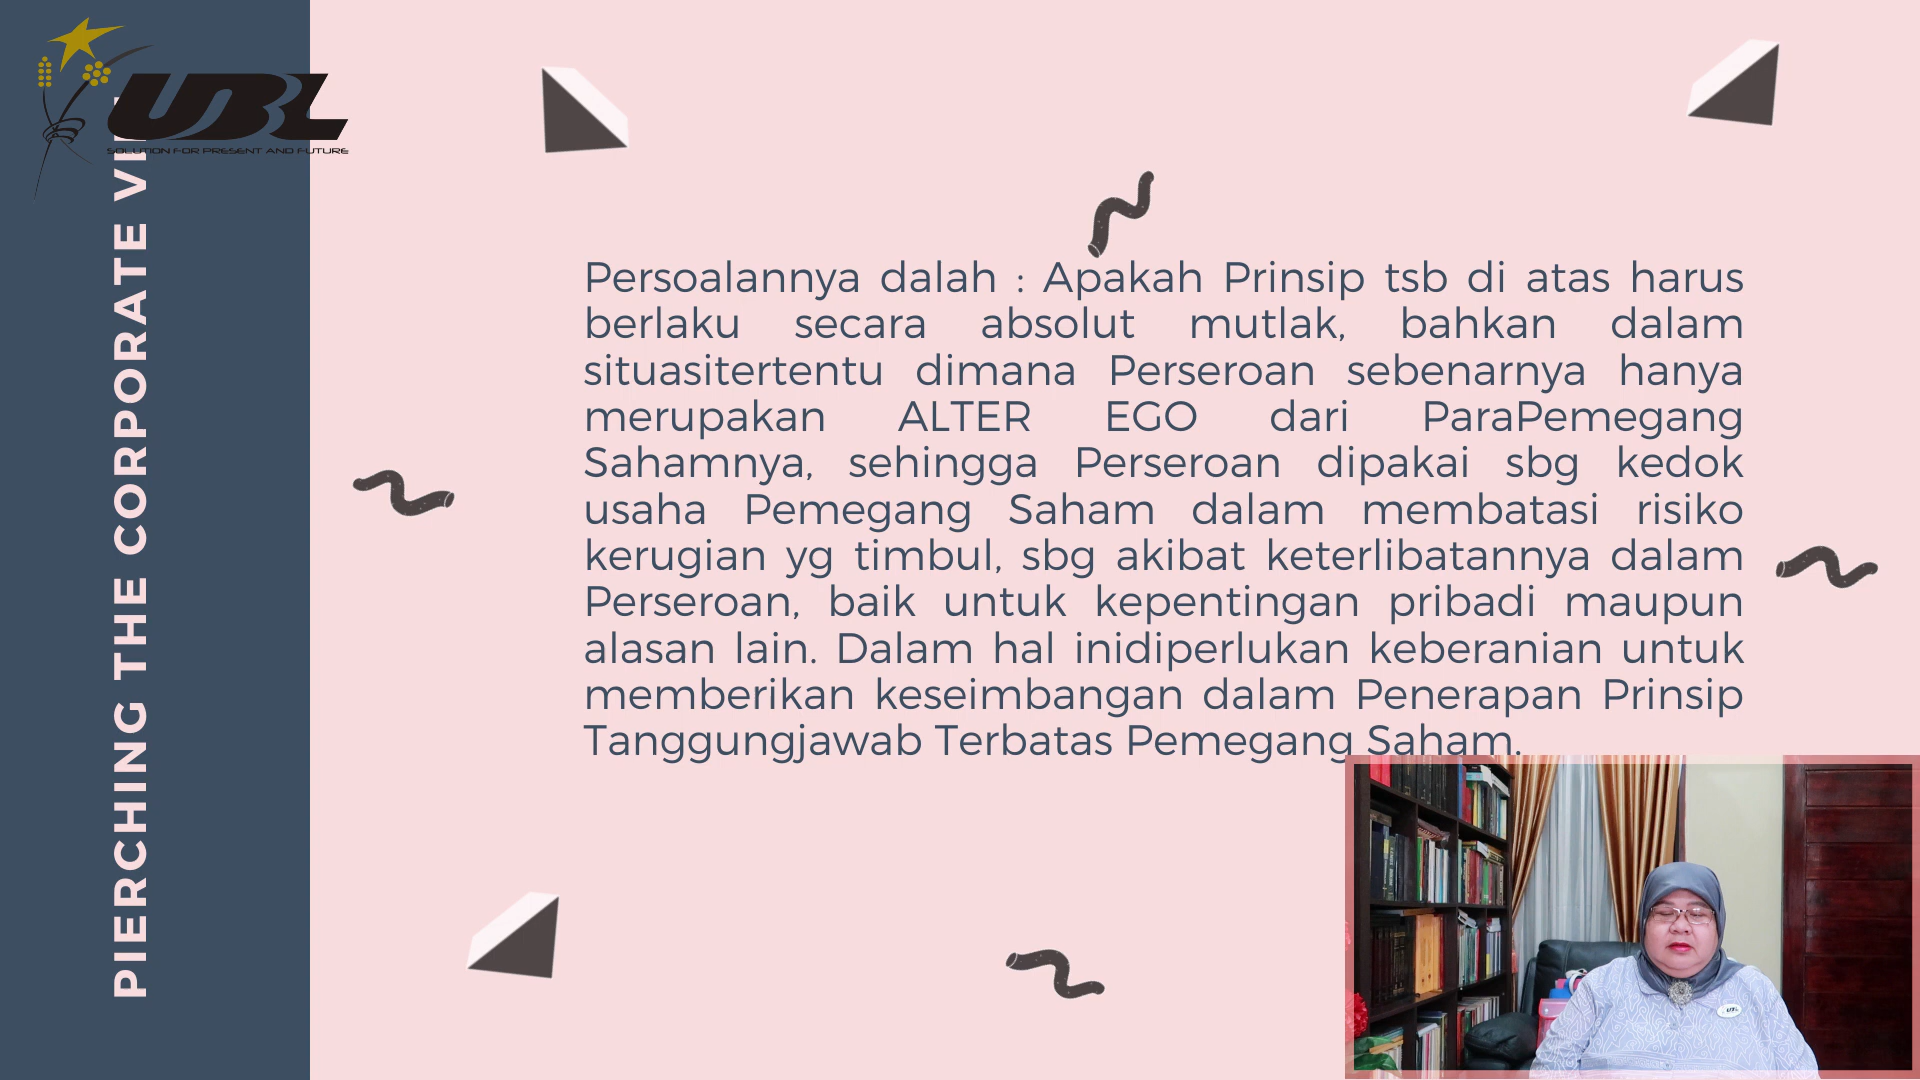 UBL
SOLUTION FOR PRESENT AND FUTURE
PIERCHING THE CORPORATE
Persoalannya dalah : Apakah Prinsip tsb di atas harus
berlaku secara absolut mutlak, bahkan dalam
situasitertentu dimana Perseroan sebenarnya hanya
merupakan ALTER EGO dari ParaPemegang
Sahamnya, sehingga Perseroan dipakai sbg kedok
usaha Pemegang Saham dalam membatasi risiko
kerugian yg timbul, sbg akibat keterlibatannya dalam
Perseroan, baik untuk kepentingan pribadi maupun
alasan lain. Dalam hal inidiperlukan keberanian untuk
memberikan keseimbangan dalam Penerapan Prinsip
Tanggungjawab Terbatas Pemegang Saham.
UBL